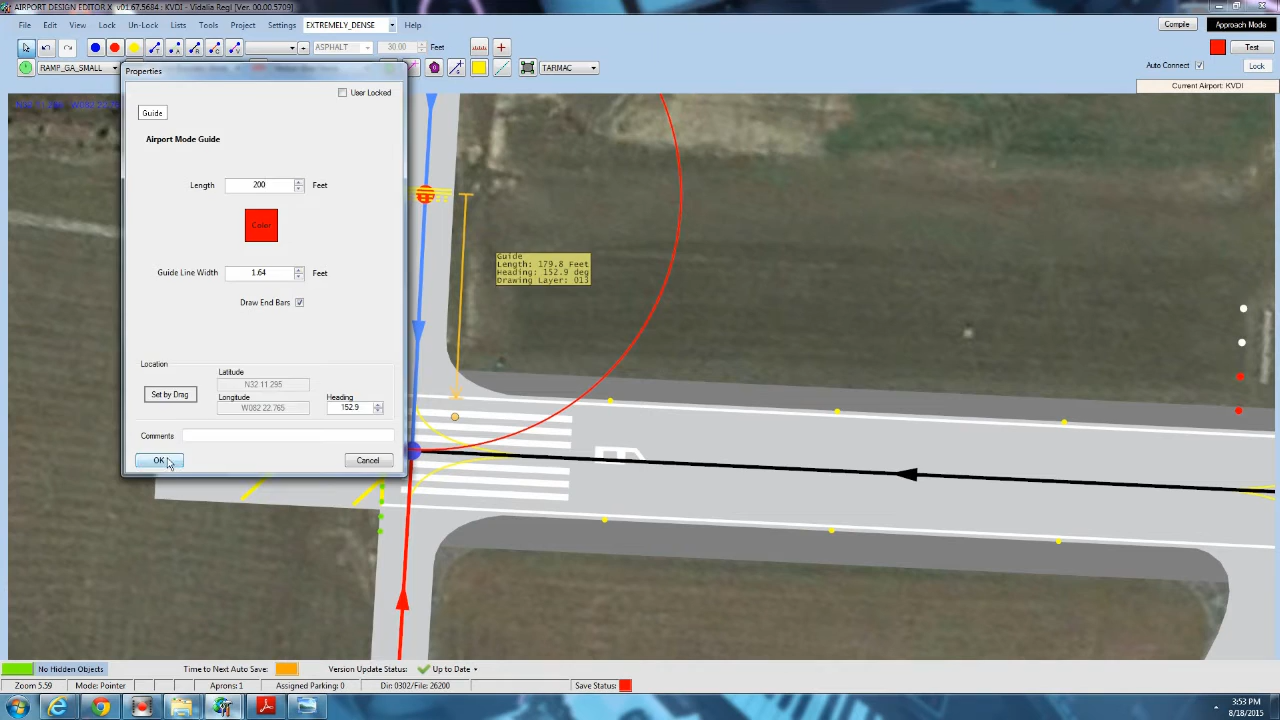 AIRPORT DESIGN EDITOR X v01.67.5684 : KVDI - Vidalia Regl [Ver. 00.00.5079]
File Edit View Lock Un-Lock Lists Tools Project Settings EXTREMELY_DENSE Help
Compile Approach Mode
ASPHALT 30.00 Feet Test
RAMP_GA_SMALL TARMAC Auto Connect Lock
Properties
Current Airport: KVDI
User Locked
Guide
Airport Mode Guide
Length 200 Feet
Color
Guide Line Width 1.64 Feet
Draw End Bars
Location
Latitude
N32 11.295
Set by Drag
Longitude Heading
W082 22.765 152.9
Comments
OK Cancel
Guide
Length: 179.8 Feet
Heading: 152.9 deg
Drawing Layer: 013
No Hidden Objects Time to Next Auto Save: Version Update Status: Up to Date
Zoom 5.59 Mode: Pointer Aprons: 1 Assigned Parking: 0 Dir: 0302/File: 26200 Save Status:
3:53 PM
8/18/2015